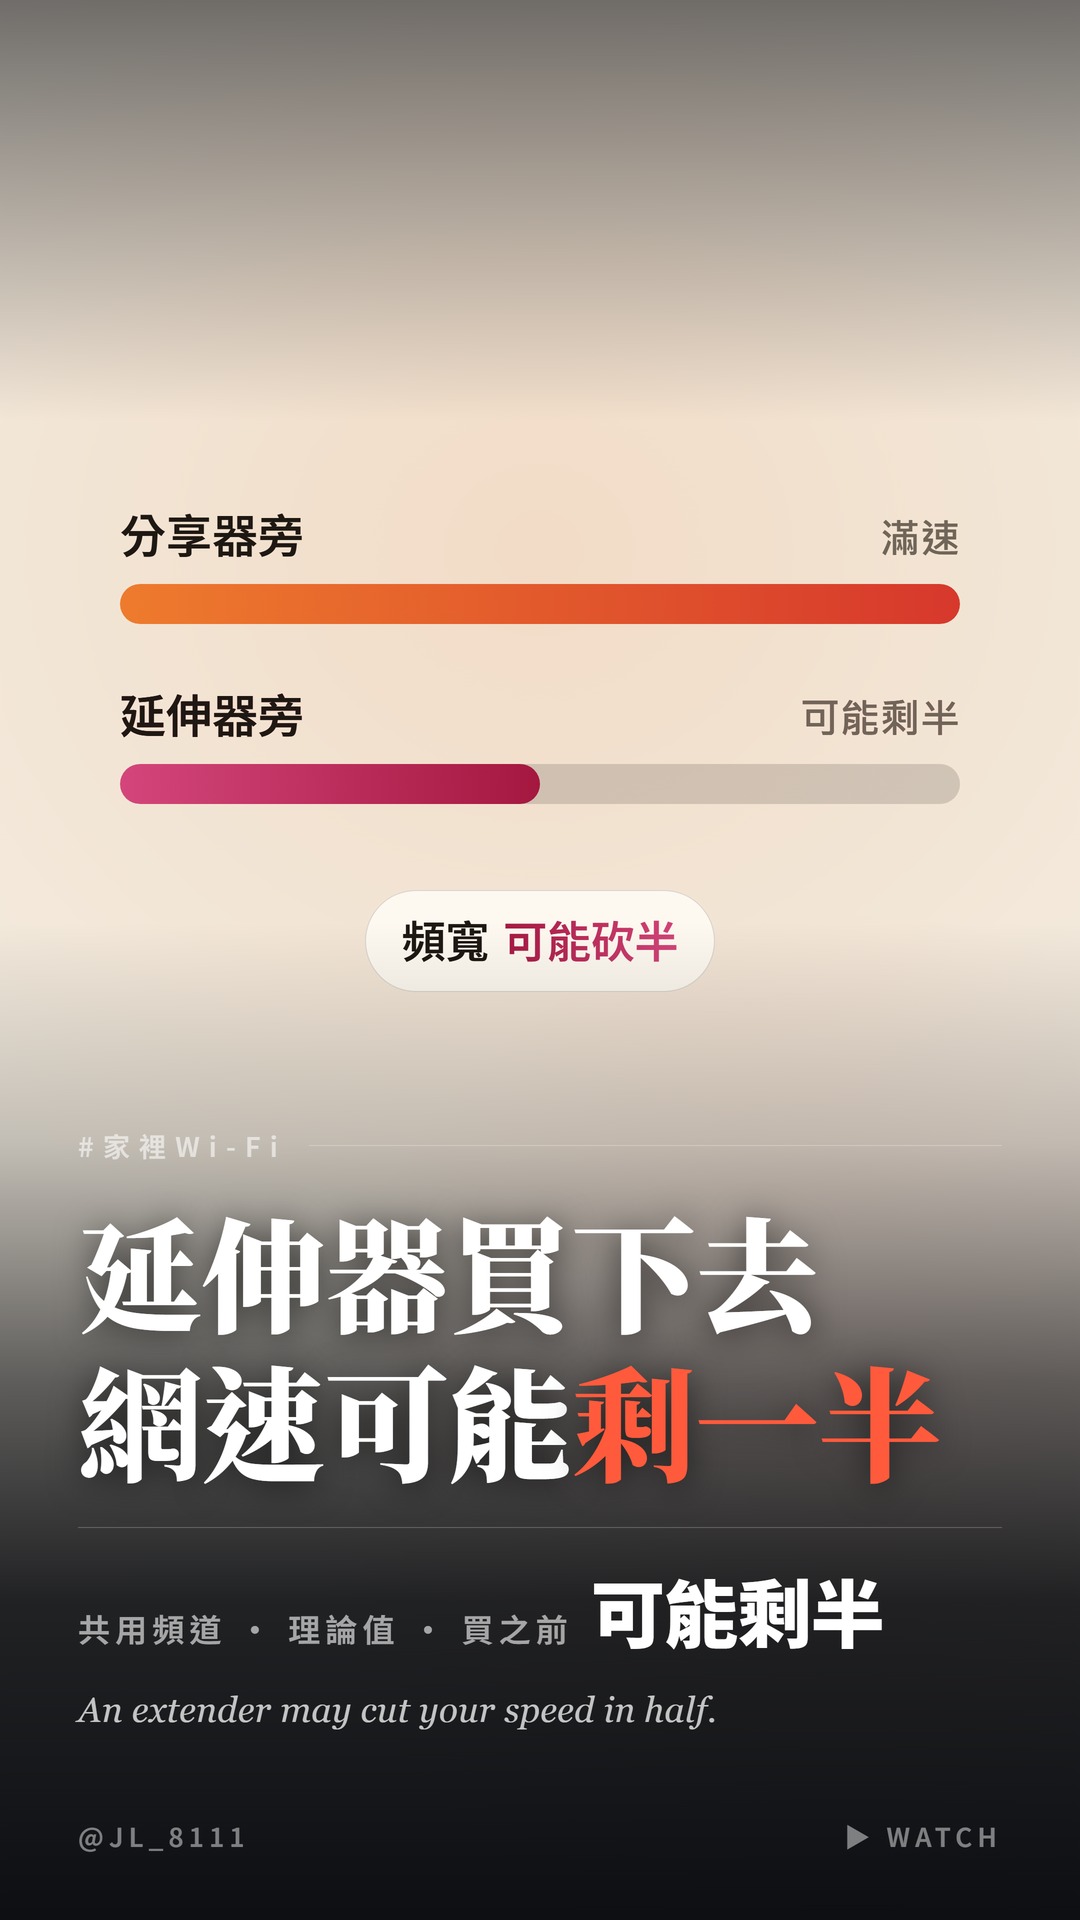 分享器旁 滿速
延伸器旁 可能剩半
頻寬 可能砍半
#家裡Wi-Fi
延伸器買下去
網速可能剩一半
共用頻道 · 理論值 · 買之前 可能剩半
An extender may cut your speed in half.
@JL_8111 ▶ WATCH